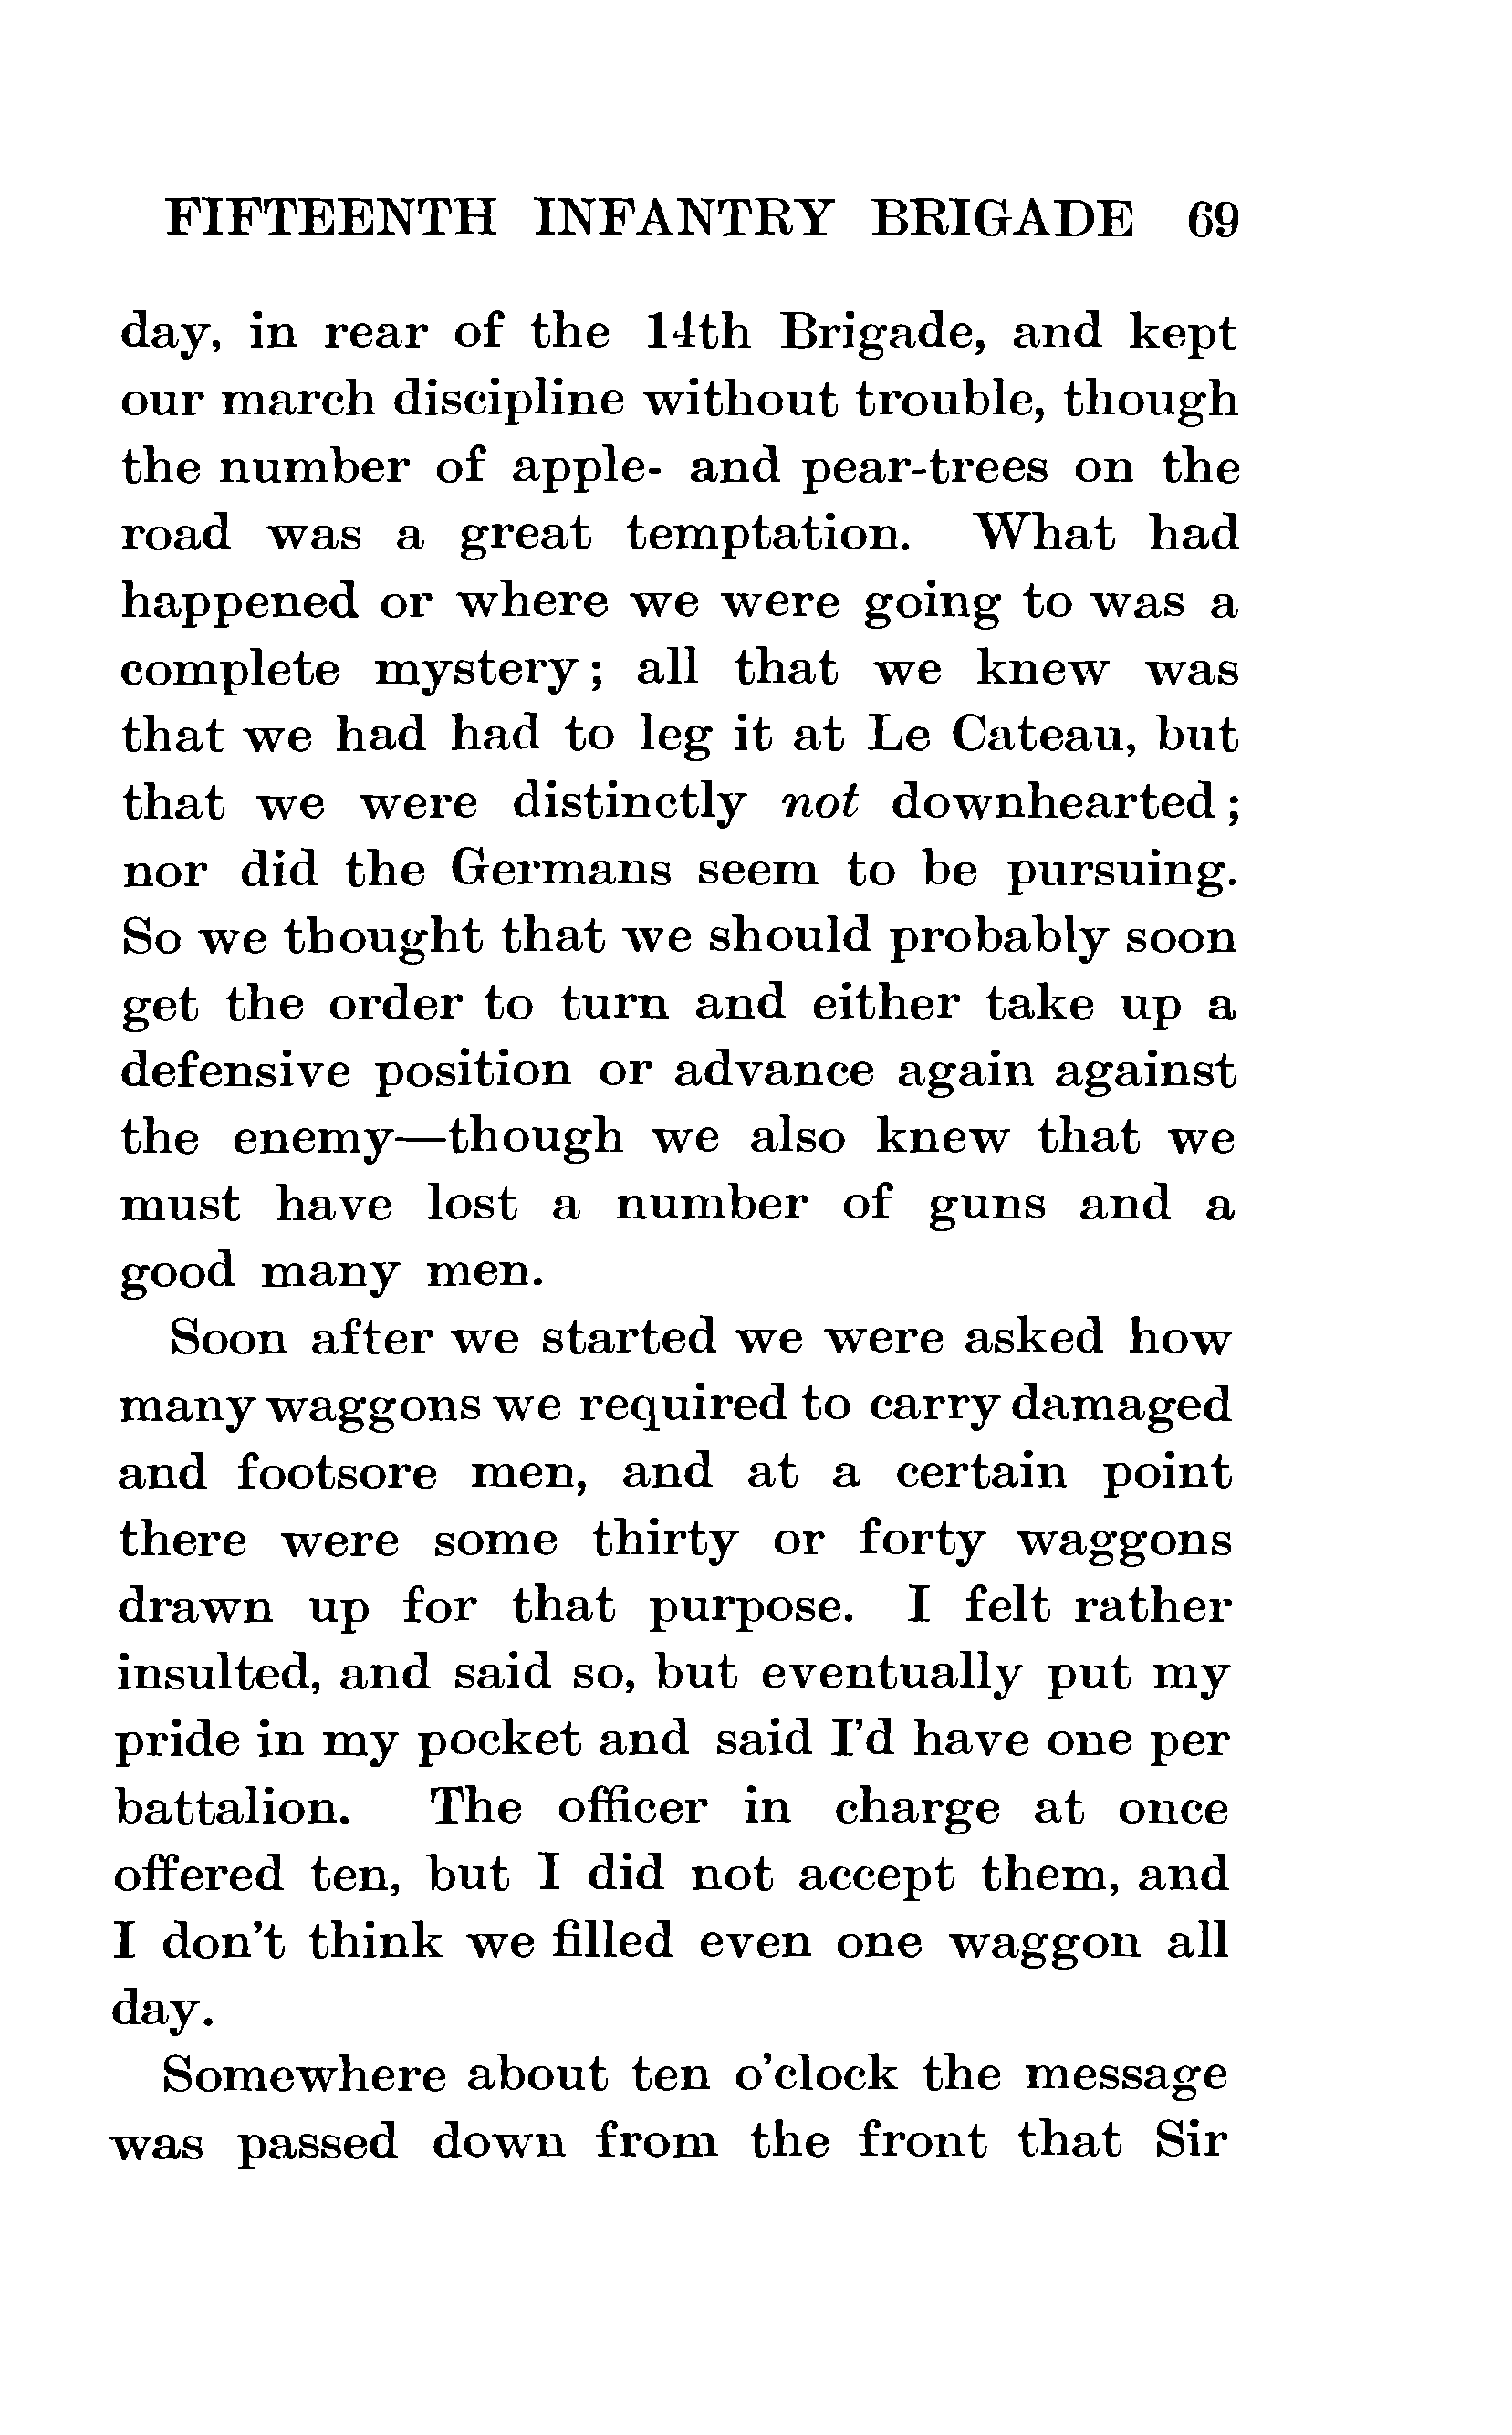 FIFTEENTH INFANTRY BRIGADE 69
day, in rear of the 14th Brigade, and kept
our march discipline without trouble, though
the number of apple- and pear-trees on the
road was a great temptation. What had
happened or where we were going to was a
complete mystery; all that we knew was
that we had had to leg it at Le Cateau, but
that we were distinctly not downhearted;
nor did the Germans seem to be pursuing.
So we thought that we should probably soon
get the order to turn and either take up a
defensive position or advance again against
the enemy—though we also knew that we
must have lost a number of guns and a
good many men.
Soon after we started we were asked how
many waggons we required to carry damaged
and footsore men, and at a certain point
there were some thirty or forty waggons
drawn up for that purpose. I felt rather
insulted, and said so, but eventually put my
pride in my pocket and said I'd have one per
battalion. The officer in charge at once
offered ten, but I did not accept them, and
I don't think we filled even one waggon all
day.
Somewhere about ten o'clock the message
was passed down from the front that Sir